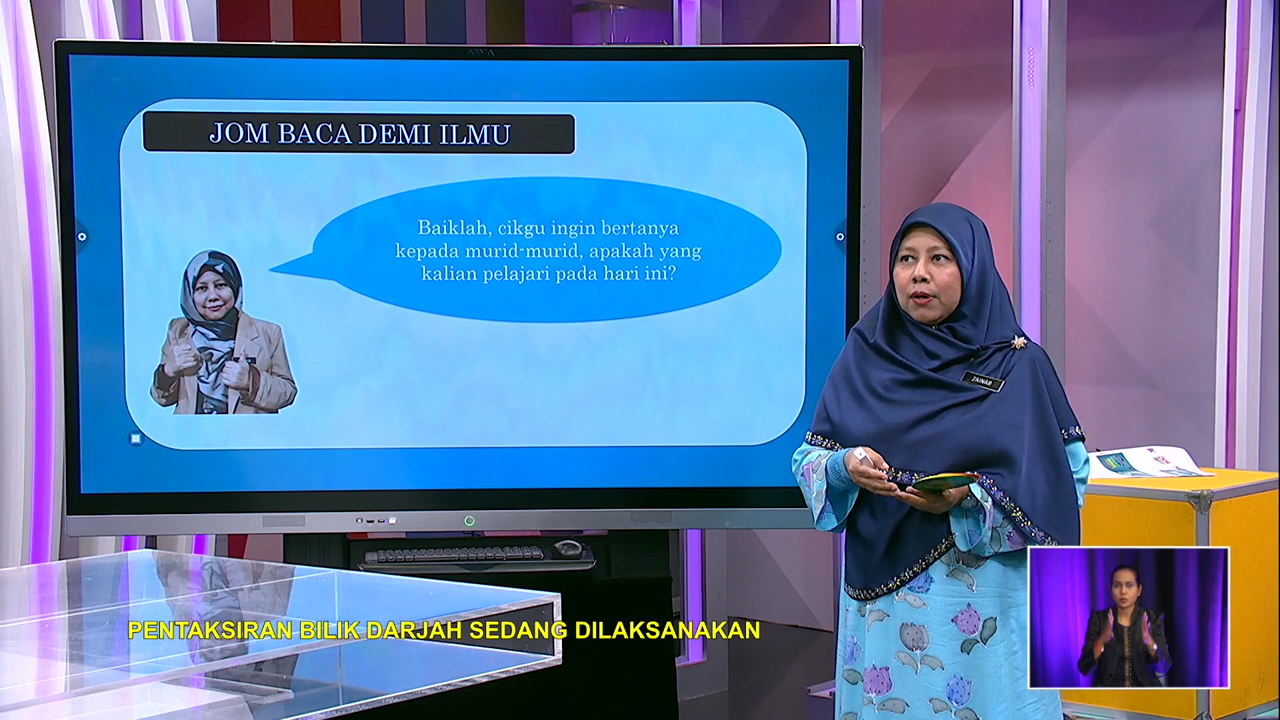 JOM BACA DEMI ILMU
Baiklah, cikgu ingin bertanya
kepada murid-murid, apakah yang
kalian pelajari pada hari ini?
ZAINAB
PENTAKSIRAN BILIK DARJAH SEDANG DILAKSANAKAN